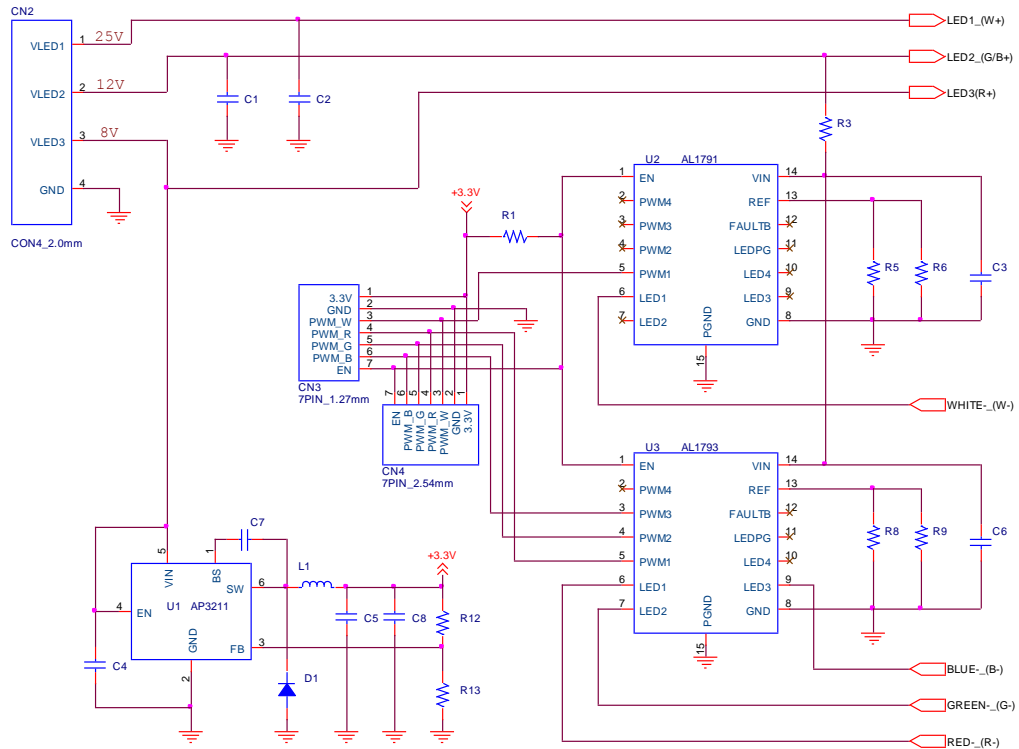 CN2
VLED1 1 25V
VLED2 2 12V
VLED3 3 8V
GND 4
CON4_2.0mm
C1
C2
LED1_(W+)
LED2_(G/B+)
LED3(R+)
R3
+3.3V
R1
U2 AL1791
1 EN
2 PWM4
3 PWM3
4 PWM2
5 PWM1
6 LED1
7 LED2
VIN 14
REF 13
FAULTB 12
LEDPG 11
LED4 10
LED3 9
GND 8
PGND
15
R5
R6
C3
3.3V 1
GND 2
PWM_W 3
PWM_R 4
PWM_G 5
PWM_B 6
EN 7
CN3
7PIN_1.27mm
7 6 5 4 3 2 1
EN
PWM_B
PWM_G
PWM_R
PWM_W
GND
3.3V
CN4
7PIN_2.54mm
WHITE-_(W-)
U3 AL1793
1 EN
2 PWM4
3 PWM3
4 PWM2
5 PWM1
6 LED1
7 LED2
VIN 14
REF 13
FAULTB 12
LEDPG 11
LED4 10
LED3 9
GND 8
PGND
15
R8
R9
C6
BLUE-_(B-)
GREEN-_(G-)
RED-_(R-)
C7
5
VIN
1
BS
U1 AP3211
4 EN
SW 6
FB 3
GND
2
C4
L1
+3.3V
C5
C8
R12
R13
D1